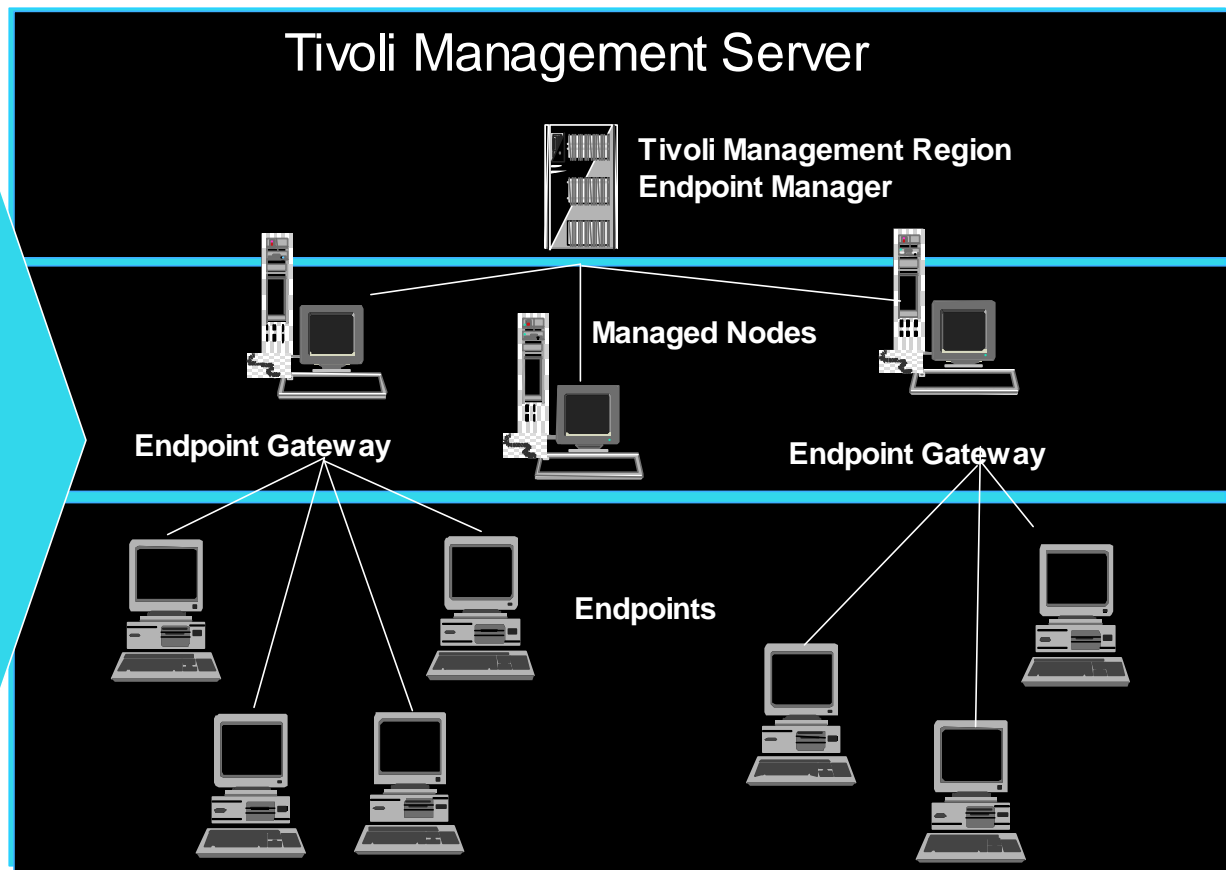 Tivoli Management Server
Tivoli Management Region
Endpoint Manager
Managed Nodes
Endpoint Gateway
Endpoint Gateway
Endpoints